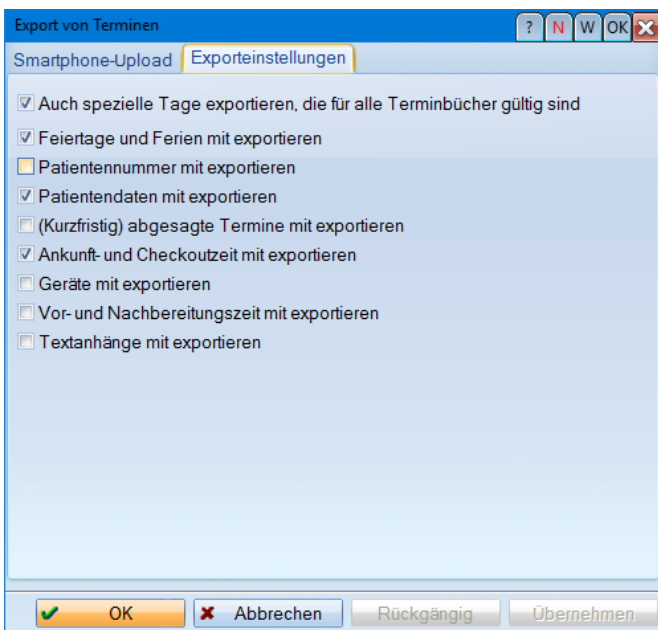 Export von Terminen
? N W OK X
Smartphone-Upload Exporteinstellungen
Auch spezielle Tage exportieren, die für alle Terminbücher gültig sind
Feiertage und Ferien mit exportieren
Patientennummer mit exportieren
Patientendaten mit exportieren
(Kurzfristig) abgesagte Termine mit exportieren
Ankunft- und Checkoutzeit mit exportieren
Geräte mit exportieren
Vor- und Nachbereitungszeit mit exportieren
Textanhänge mit exportieren
OK Abbrechen Rückgängig Übernehmen